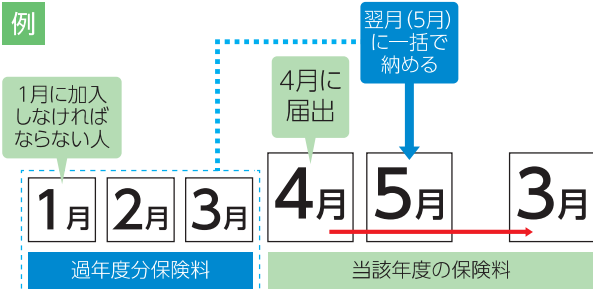 例
1月に加入
しなければ
ならない人
4月に
届出
翌月（5月）
に一括で
納める
1月
2月
3月
4月
5月
3月
過年度分保険料
当該年度の保険料